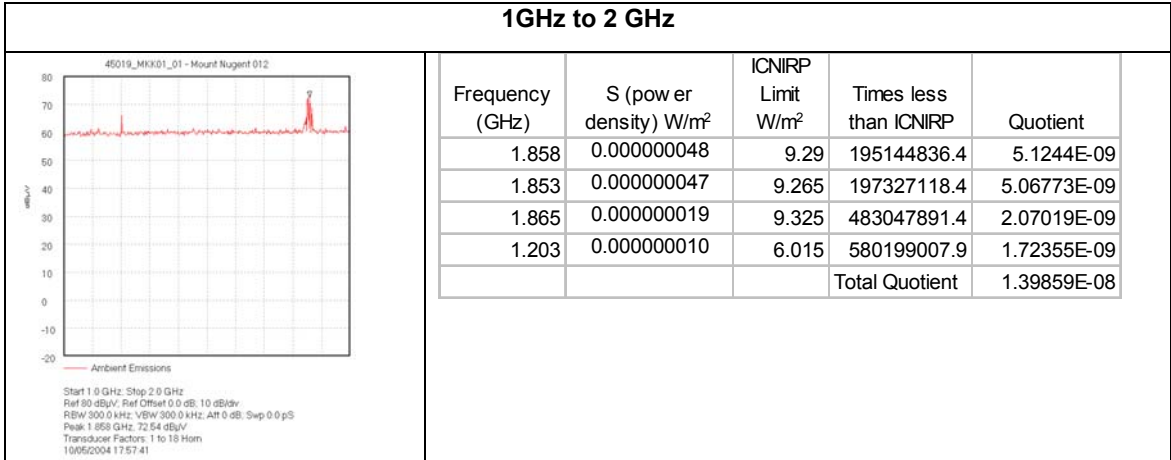 1GHz to 2 GHz
45019_MKK01_01 - Mount Nugent 012
80
70
60
50
40
30
20
10
0
-10
-20
dBµV
Ambient Emissions
Start 1.0 GHz; Stop 2.0 GHz
Ref 80 dBµV; Ref Offset 0.0 dB; 10 dB/div
RBW 300.0 kHz; VBW 300.0 kHz; Att 0 dB; Swp 0.0 pS
Peak 1.858 GHz, 72.54 dBµV
Transducer Factors: 1 to 18 Horn
10/05/2004 17:57:41
Frequency (GHz) S (pow er density) W/m² ICNIRP Limit W/m² Times less than ICNIRP Quotient
1.858 0.000000048 9.29 195144836.4 5.1244E-09
1.853 0.000000047 9.265 197327118.4 5.06773E-09
1.865 0.000000019 9.325 483047891.4 2.07019E-09
1.203 0.000000010 6.015 580199007.9 1.72355E-09
Total Quotient 1.39859E-08